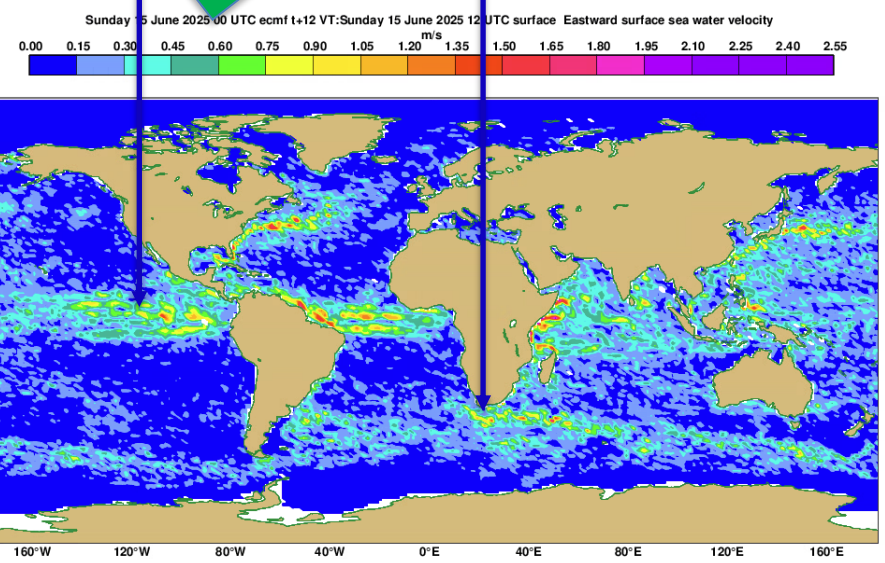 Sunday 15 June 2025 00 UTC ecmf t+12 VT:Sunday 15 June 2025 12 UTC surface Eastward surface sea water velocity
m/s
0.00 0.15 0.30 0.45 0.60 0.75 0.90 1.05 1.20 1.35 1.50 1.65 1.80 1.95 2.10 2.25 2.40 2.55
160°W 120°W 80°W 40°W 0°E 40°E 80°E 120°E 160°E